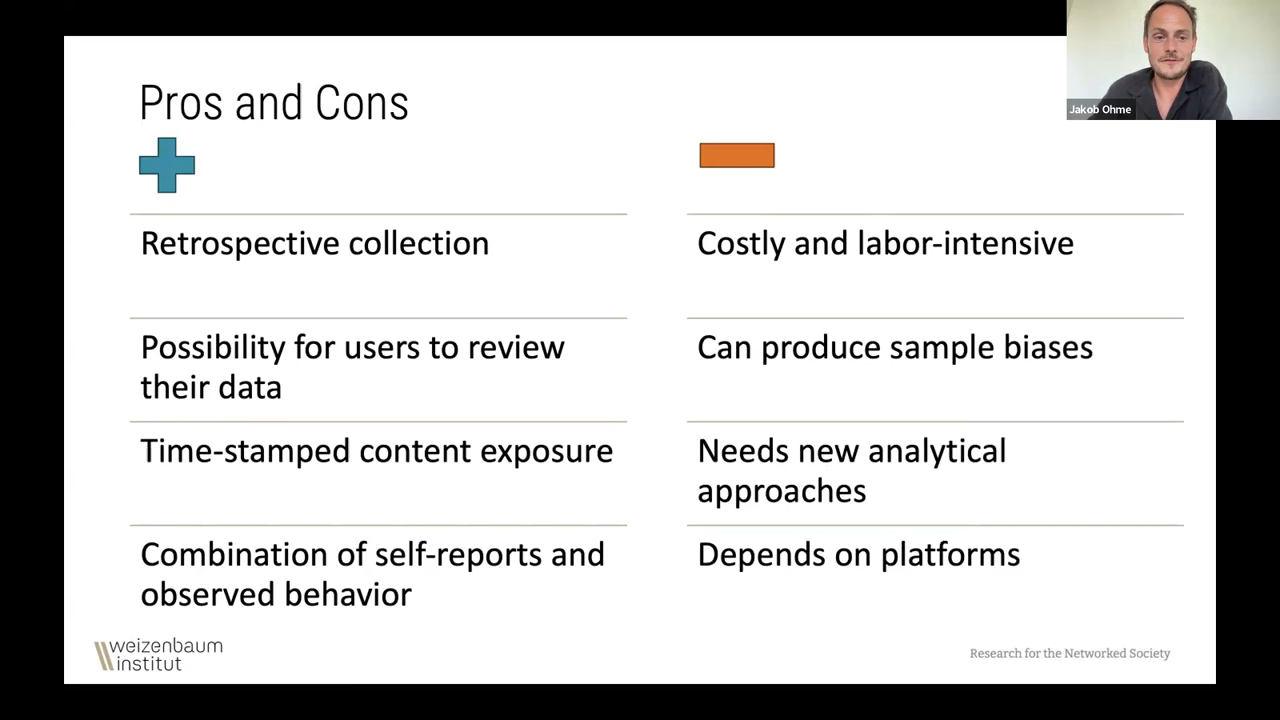 Jakob Ohme
Pros and Cons
Retrospective collection
Possibility for users to review
their data
Time-stamped content exposure
Combination of self-reports and
observed behavior
Costly and labor-intensive
Can produce sample biases
Needs new analytical
approaches
Depends on platforms
weizenbaum
institut
Research for the Networked Society